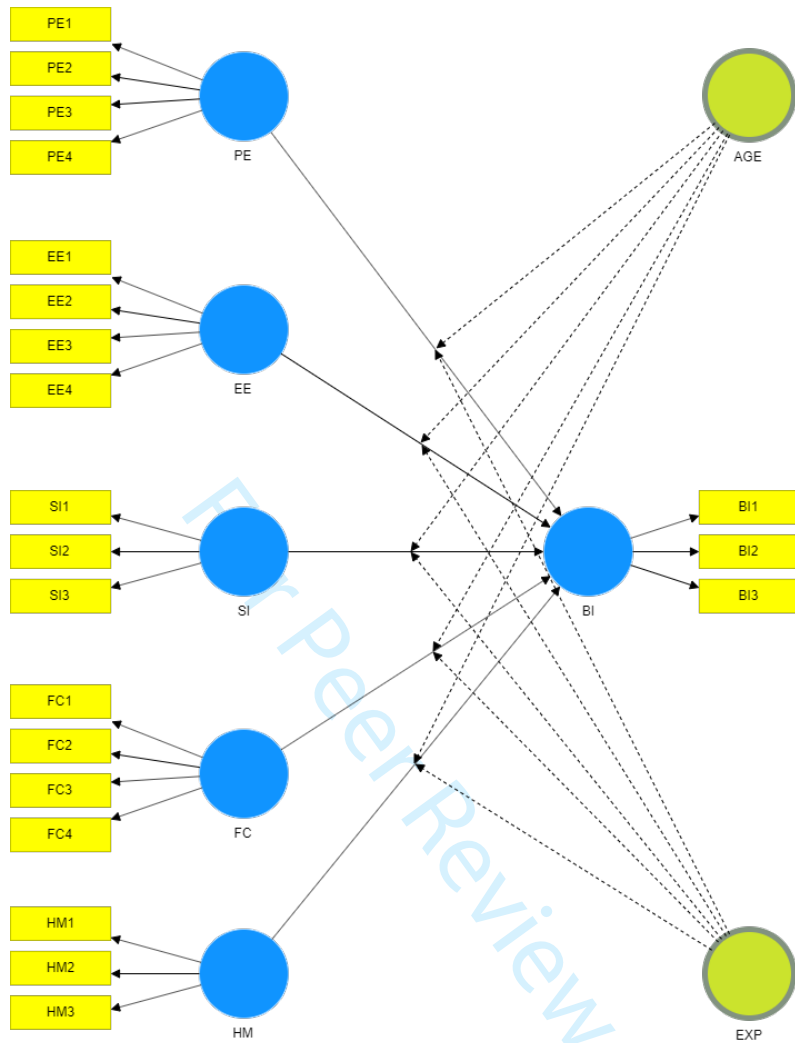 PE1
PE2
PE3
PE4
PE
AGE
EE1
EE2
EE3
EE4
EE
SI1
SI2
SI3
SI
BI
BI1
BI2
BI3
FC1
FC2
FC3
FC4
FC
HM1
HM2
HM3
HM
EXP
For Peer Review